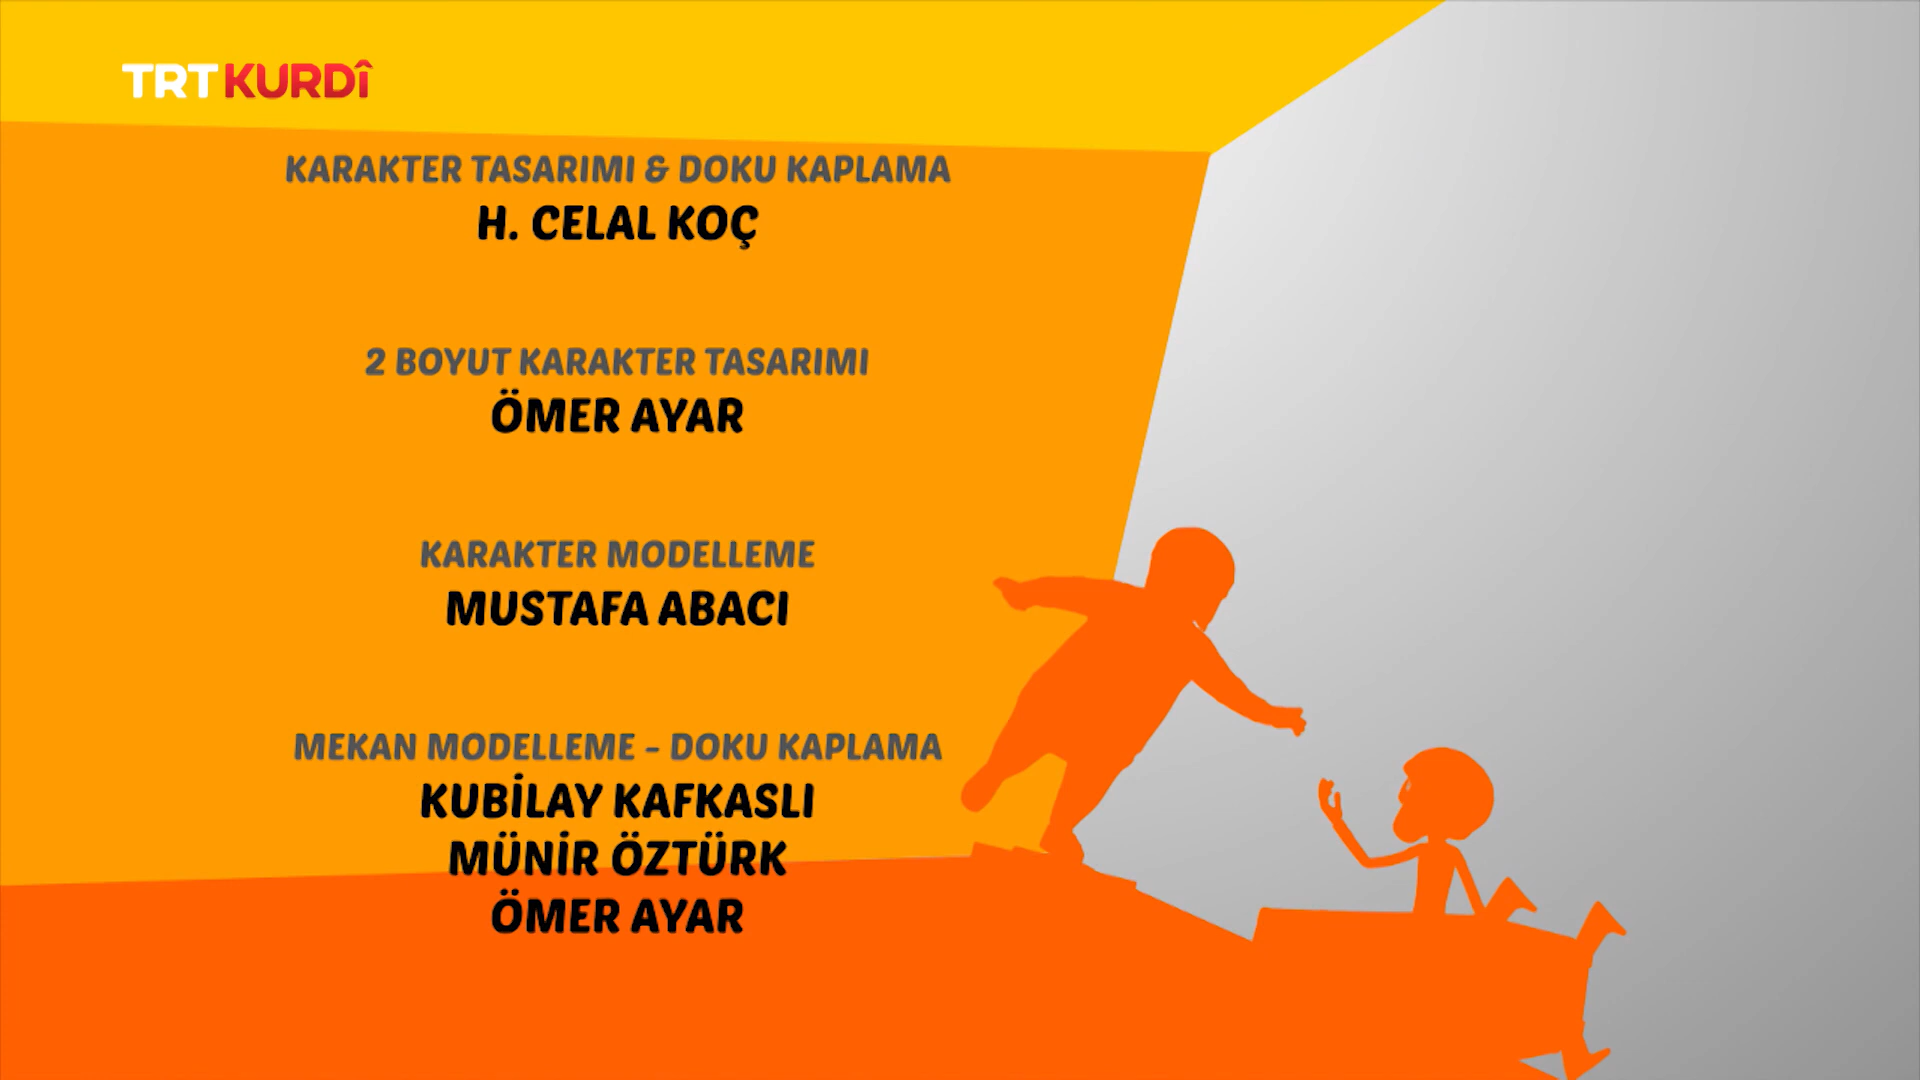 TRT KURDÎ
KARAKTER TASARIMI & DOKU KAPLAMA
H. CELAL KOÇ
2 BOYUT KARAKTER TASARIMI
ÖMER AYAR
KARAKTER MODELLEME
MUSTAFA ABACI
MEKAN MODELLEME - DOKU KAPLAMA
KUBİLAY KAFKASLI
MÜNİR ÖZTÜRK
ÖMER AYAR